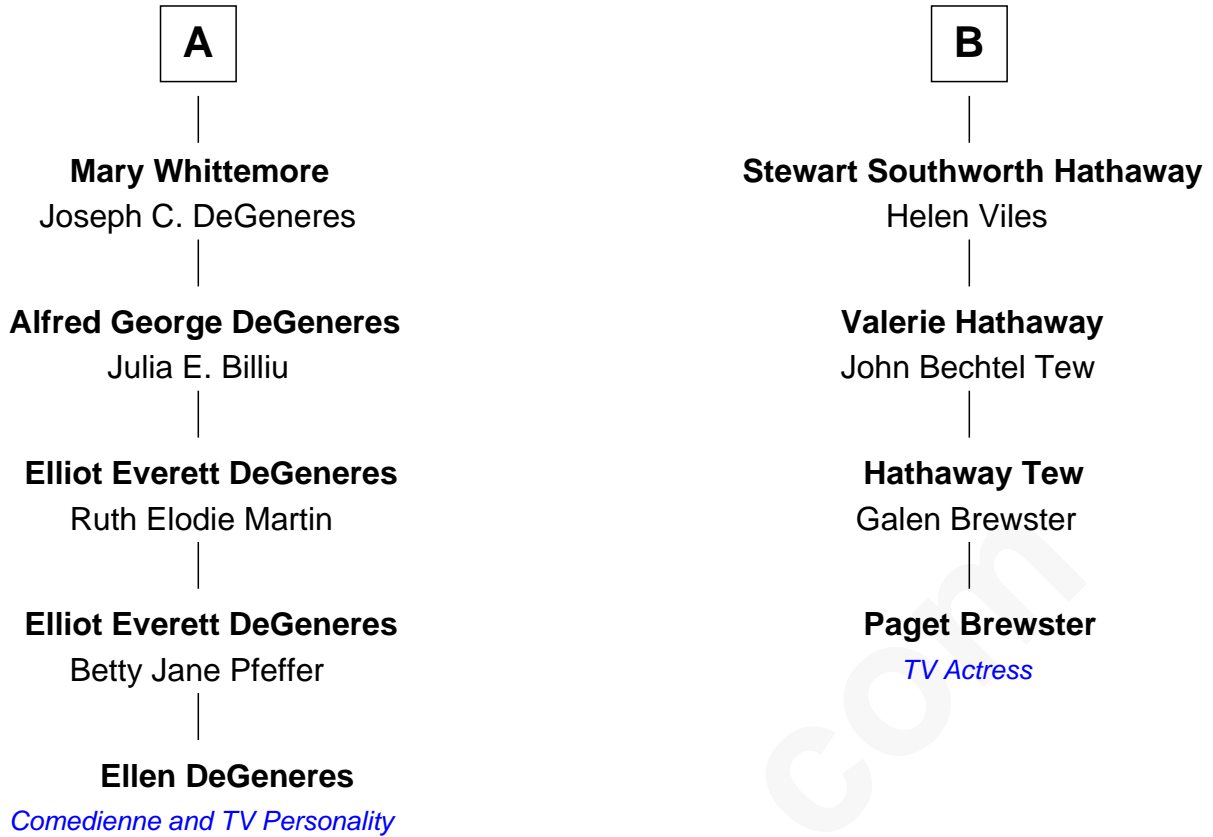 A
Mary Whittemore
Joseph C. DeGeneres
Alfred George DeGeneres
Julia E. Billiu
Elliot Everett DeGeneres
Ruth Elodie Martin
Elliot Everett DeGeneres
Betty Jane Pfeffer
Ellen DeGeneres
Comedienne and TV Personality
B
Stewart Southworth Hathaway
Helen Viles
Valerie Hathaway
John Bechtel Tew
Hathaway Tew
Galen Brewster
Paget Brewster
TV Actress
com